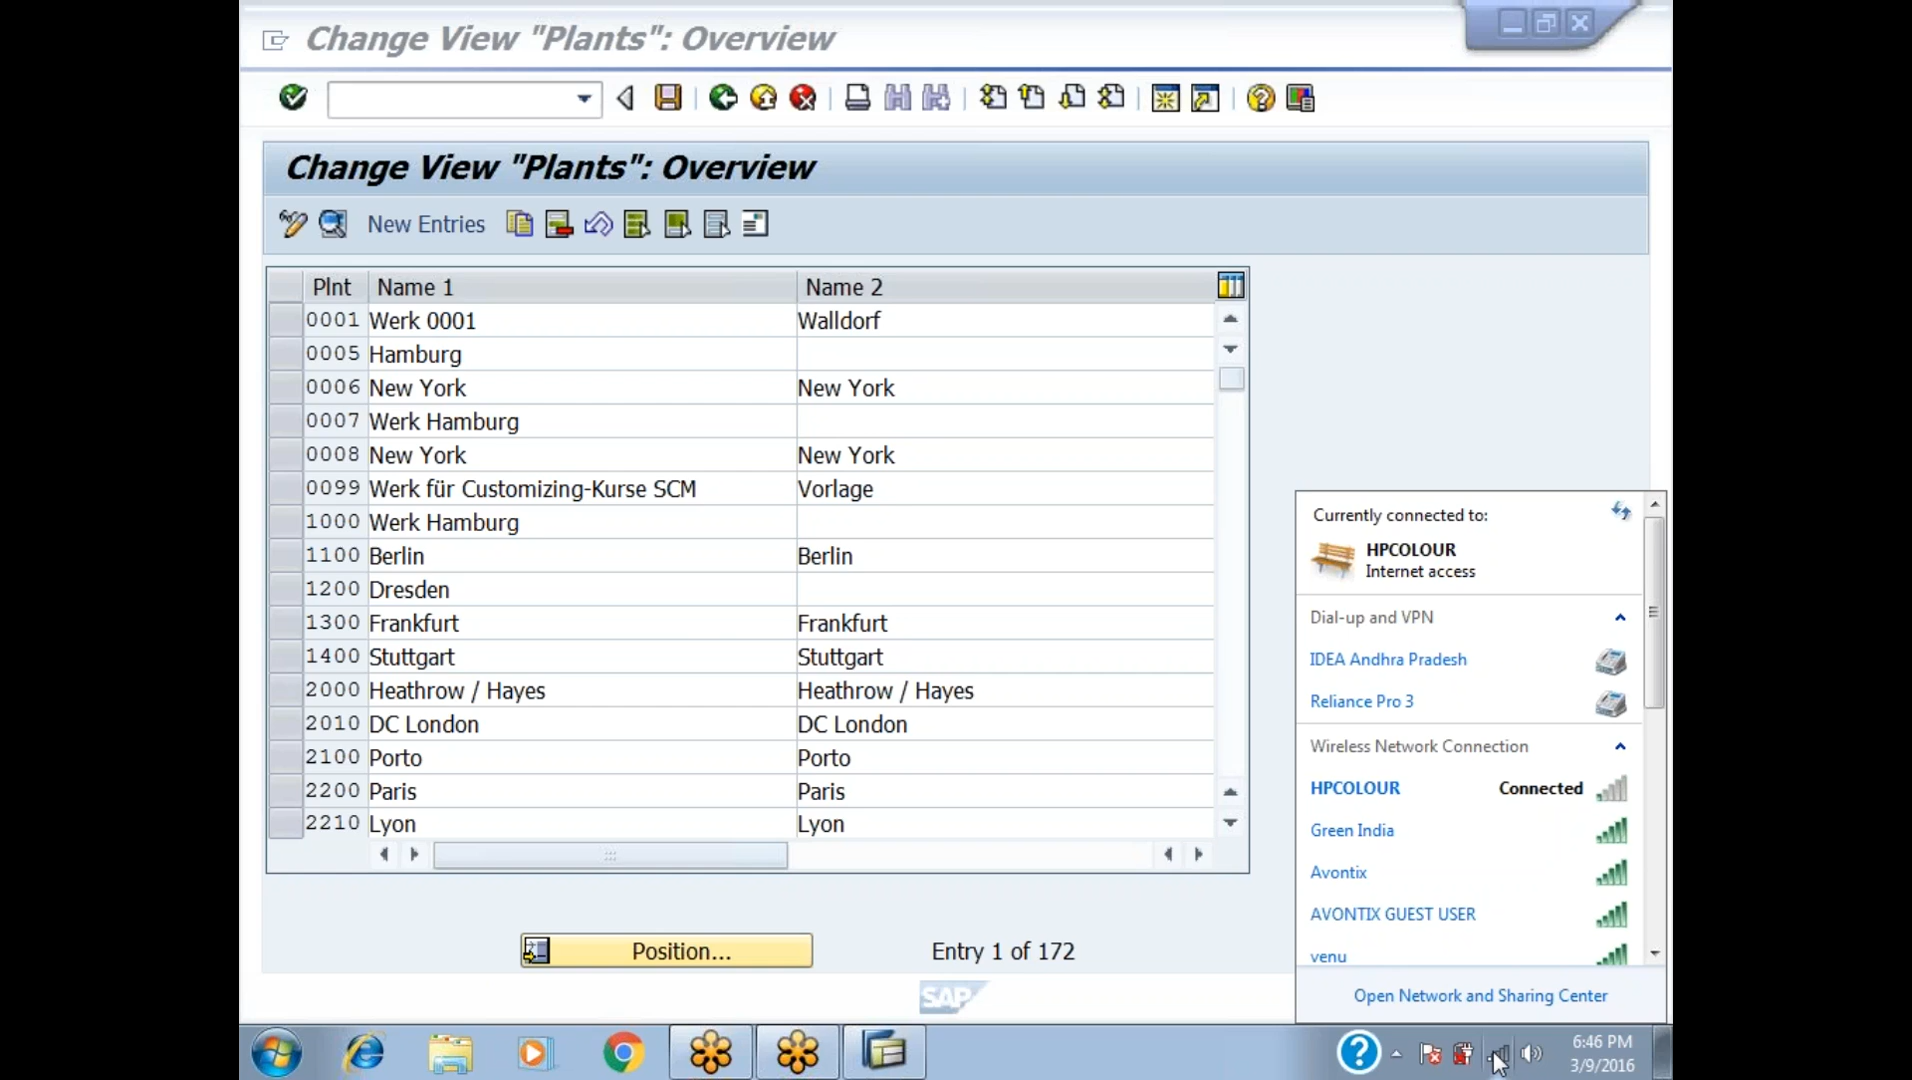 Change View "Plants": Overview
Change View "Plants": Overview
New Entries
Plnt Name 1 Name 2
0001 Werk 0001 Walldorf
0005 Hamburg
0006 New York New York
0007 Werk Hamburg
0008 New York New York
0099 Werk für Customizing-Kurse SCM Vorlage
1000 Werk Hamburg
1100 Berlin Berlin
1200 Dresden
1300 Frankfurt Frankfurt
1400 Stuttgart Stuttgart
2000 Heathrow / Hayes Heathrow / Hayes
2010 DC London DC London
2100 Porto Porto
2200 Paris Paris
2210 Lyon Lyon
Position... Entry 1 of 172
SAP
Currently connected to:
HPCOLOUR
Internet access
Dial-up and VPN
IDEA Andhra Pradesh
Reliance Pro 3
Wireless Network Connection
HPCOLOUR Connected
Green India
Avontix
AVONTIX GUEST USER
venu
Open Network and Sharing Center
6:46 PM
3/9/2016